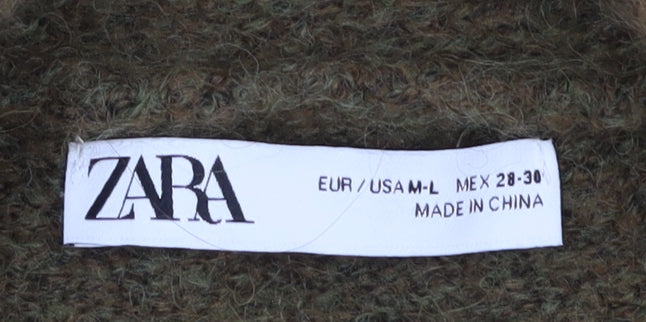 ZARA
EUR / USA M-L MEX 28-30
MADE IN CHINA